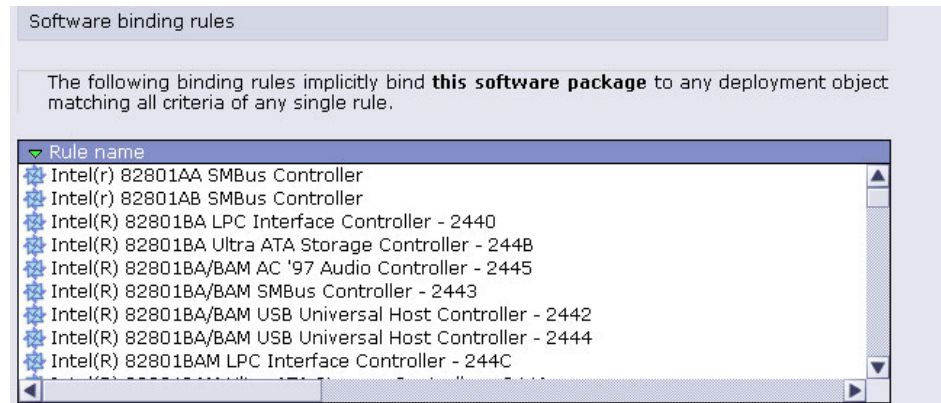 Software binding rules
The following binding rules implicitly bind this software package to any deployment object
matching all criteria of any single rule.
Rule name
Intel(r) 82801AA SMBus Controller
Intel(r) 82801AB SMBus Controller
Intel(R) 82801BA LPC Interface Controller - 2440
Intel(R) 82801BA Ultra ATA Storage Controller - 244B
Intel(R) 82801BA/BAM AC '97 Audio Controller - 2445
Intel(R) 82801BA/BAM SMBus Controller - 2443
Intel(R) 82801BA/BAM USB Universal Host Controller - 2442
Intel(R) 82801BA/BAM USB Universal Host Controller - 2444
Intel(R) 82801BAM LPC Interface Controller - 244C